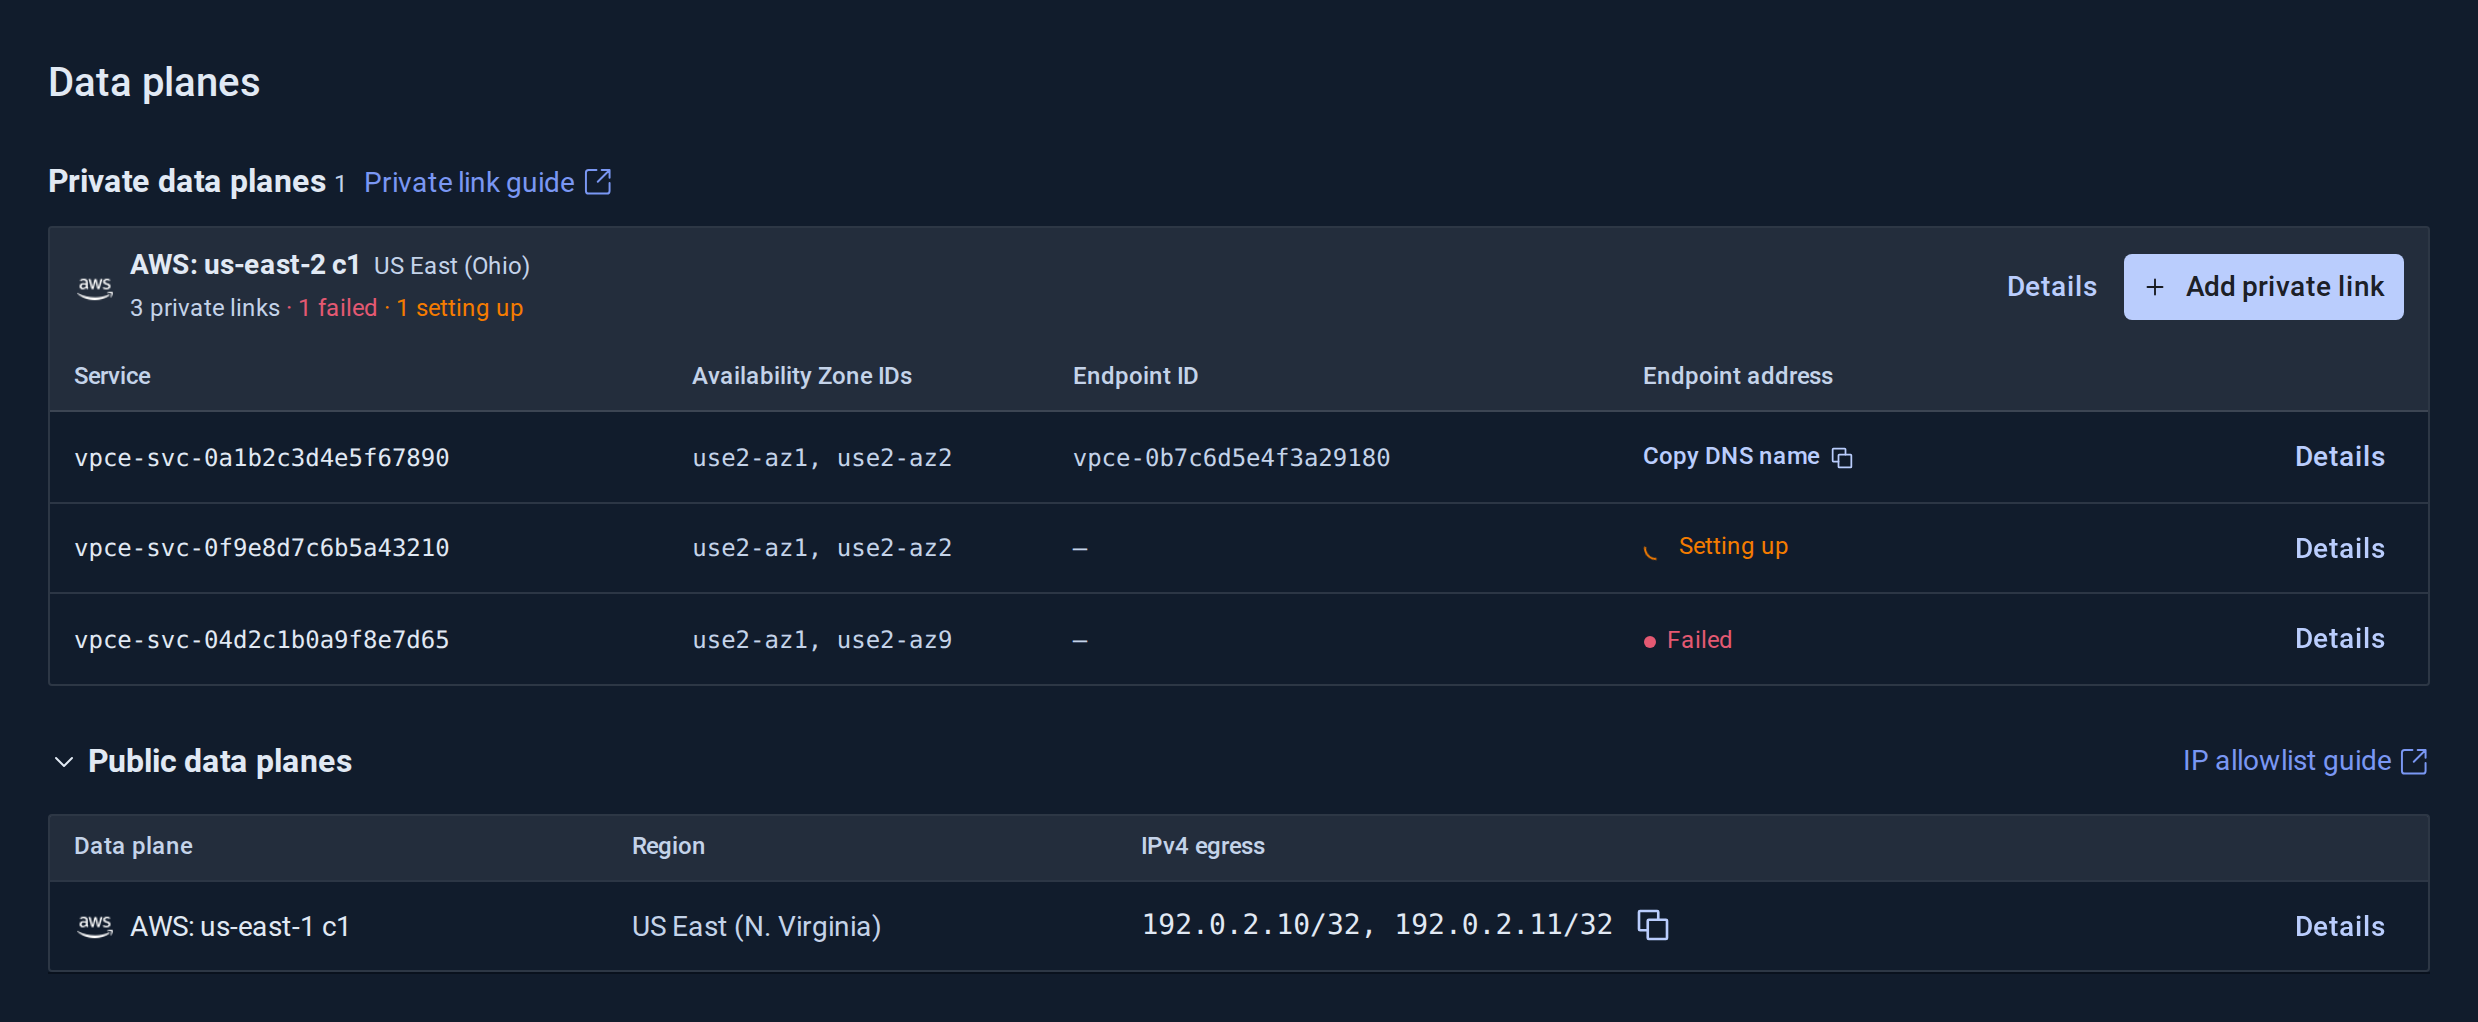 Data planes
Private data planes 1 Private link guide
aws AWS: us-east-2 c1 US East (Ohio)
3 private links · 1 failed · 1 setting up
Details + Add private link
Service Availability Zone IDs Endpoint ID Endpoint address
vpce-svc-0a1b2c3d4e5f67890 use2-az1, use2-az2 vpce-0b7c6d5e4f3a29180 Copy DNS name Details
vpce-svc-0f9e8d7c6b5a43210 use2-az1, use2-az2 – Setting up Details
vpce-svc-04d2c1b0a9f8e7d65 use2-az1, use2-az9 – Failed Details
Public data planes IP allowlist guide
Data plane Region IPv4 egress
aws AWS: us-east-1 c1 US East (N. Virginia) 192.0.2.10/32, 192.0.2.11/32 Details